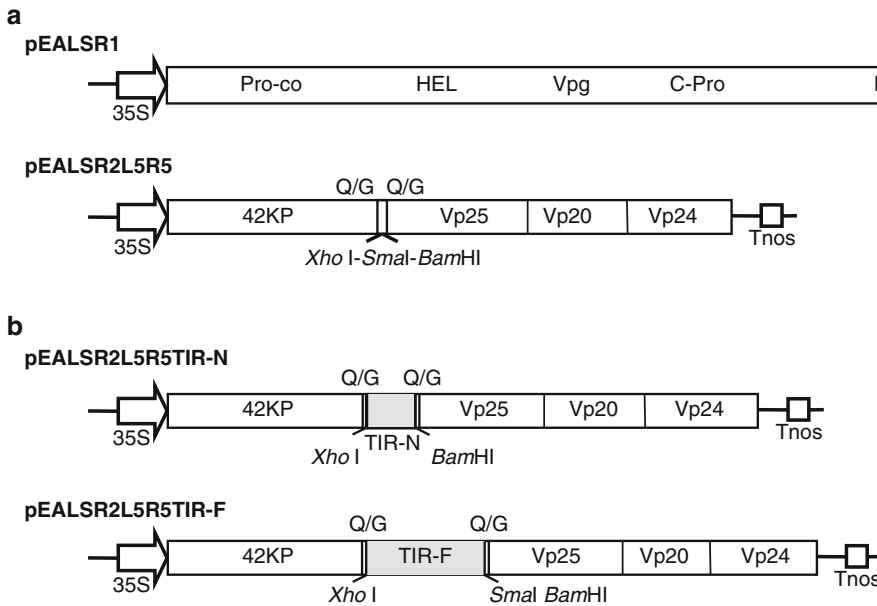 a
pEALSR1
Pro-co HEL Vpg C-Pro
35S
pEALSR2L5R5
Q/G Q/G
42KP Vp25 Vp20 Vp24
35S Tnos
Xho I-SmaI-BamHI
b
pEALSR2L5R5TIR-N
Q/G Q/G
42KP Vp25 Vp20 Vp24
35S TIR-N Tnos
Xho I BamHI
pEALSR2L5R5TIR-F
Q/G Q/G
42KP TIR-F Vp25 Vp20 Vp24
35S Tnos
Xho I SmaI BamHI